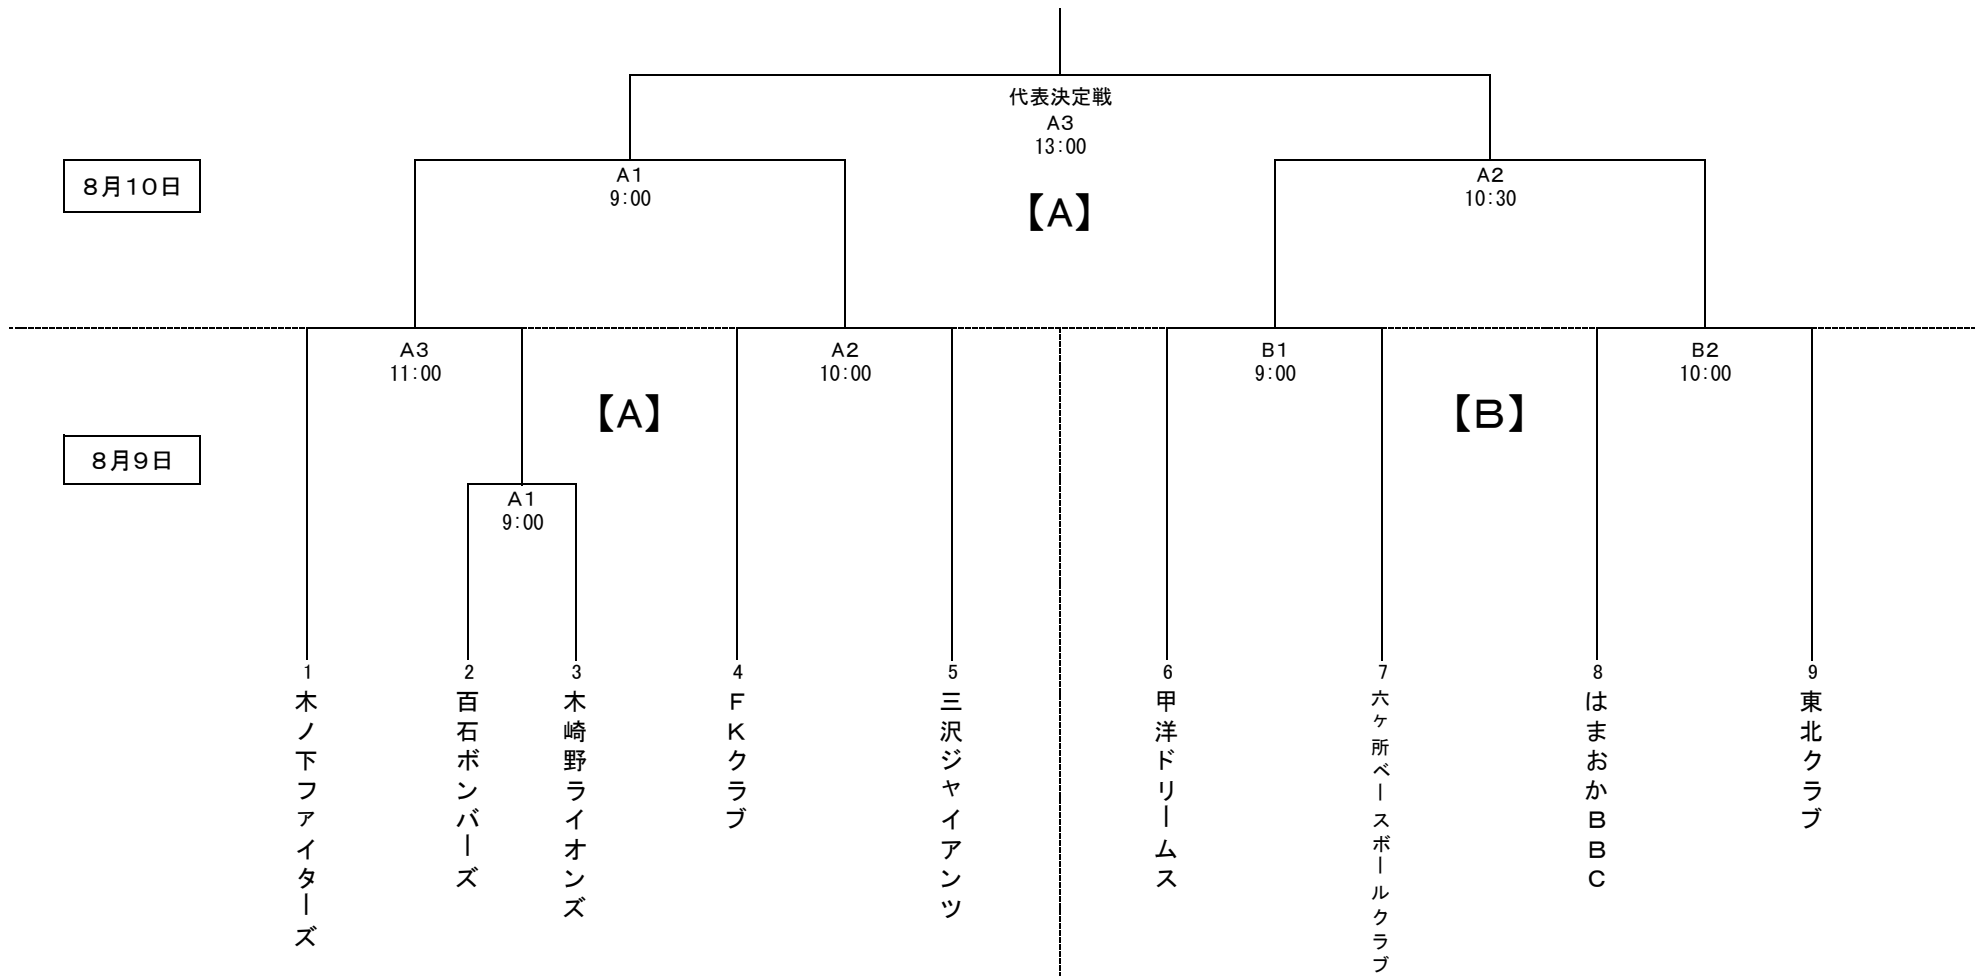 代表決定戦
A3
13:00
8月10日
A1
9:00
【A】
A2
10:30
A3
11:00
A2
10:00
B1
9:00
B2
10:00
【A】
【B】
8月9日
A1
9:00
1
木ノ下ファイターズ
2
百石ボンバーズ
3
木崎野ライオンズ
4
FKクラブ
5
三沢ジャイアンツ
6
甲洋ドリームス
7
六ヶ所ベースボールクラブ
8
はまおかBBC
9
東北クラブ